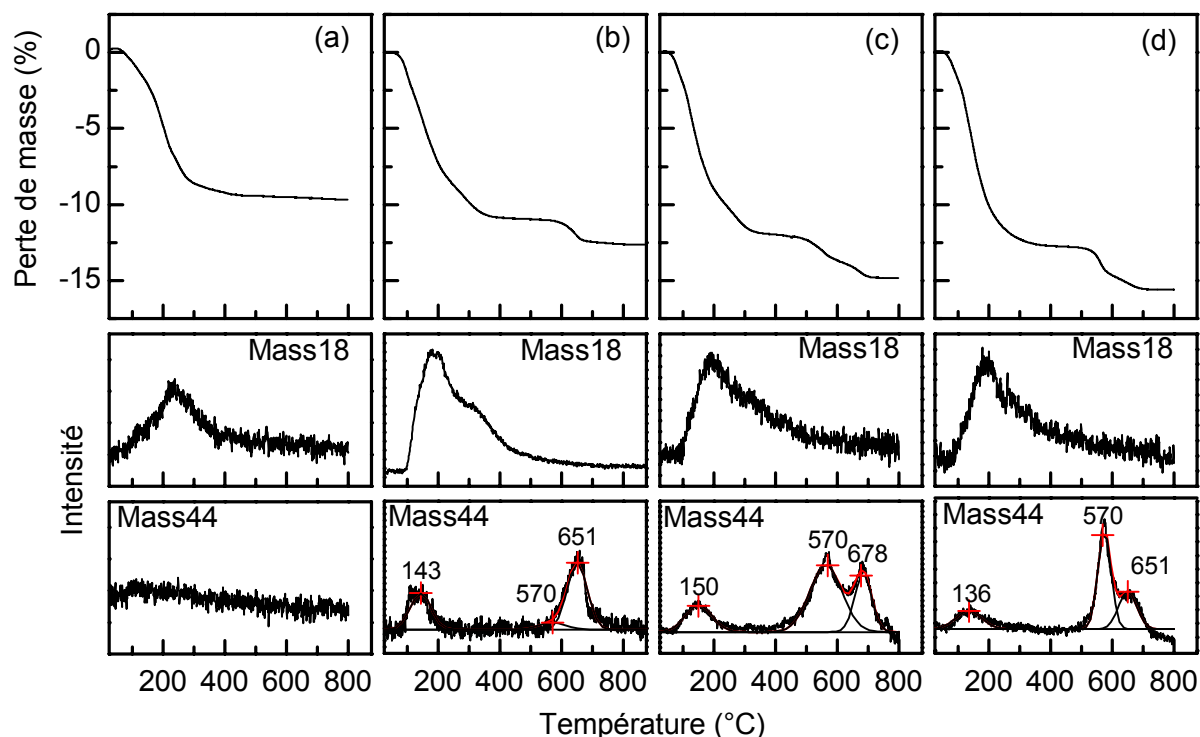 (a) (b) (c) (d)
Perte de masse (%)
0
-5
-10
-15
Mass18 Mass18 Mass18 Mass18
Intensité
Mass44 Mass44 Mass44 Mass44
143 570 651
150 570 678
136 570 651
200 400 600 800 200 400 600 800 200 400 600 800 200 400 600 800
Température (°C)